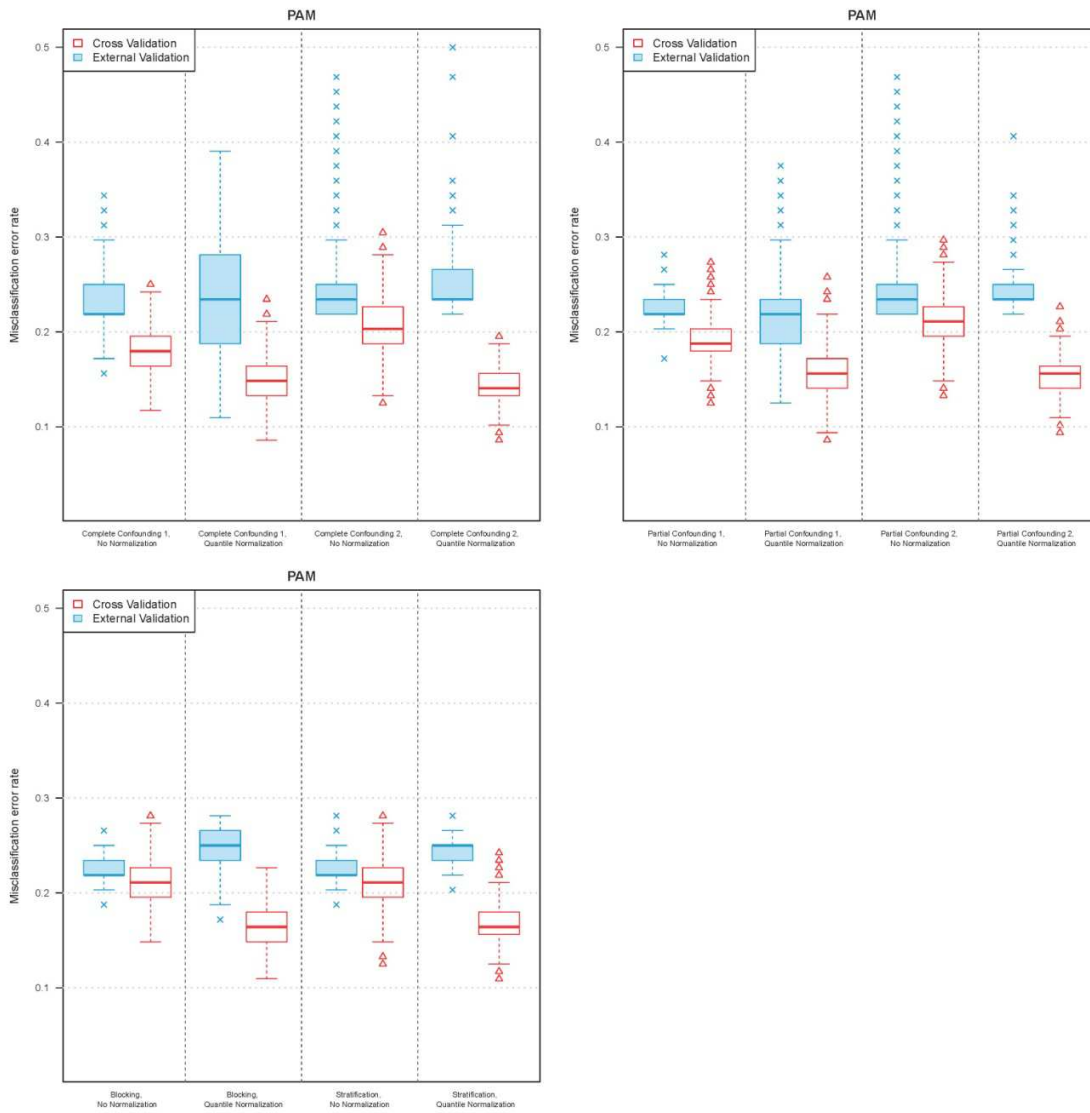 PAM
Cross Validation
External Validation
Misclassification error rate
0.5
0.4
0.3
0.2
0.1
Complete Confounding 1,
No Normalization
Complete Confounding 1,
Quantile Normalization
Complete Confounding 2,
No Normalization
Complete Confounding 2,
Quantile Normalization
PAM
Cross Validation
External Validation
Misclassification error rate
0.5
0.4
0.3
0.2
0.1
Partial Confounding 1,
No Normalization
Partial Confounding 1,
Quantile Normalization
Partial Confounding 2,
No Normalization
Partial Confounding 2,
Quantile Normalization
PAM
Cross Validation
External Validation
Misclassification error rate
0.5
0.4
0.3
0.2
0.1
Blocking,
No Normalization
Blocking,
Quantile Normalization
Stratification,
No Normalization
Stratification,
Quantile Normalization